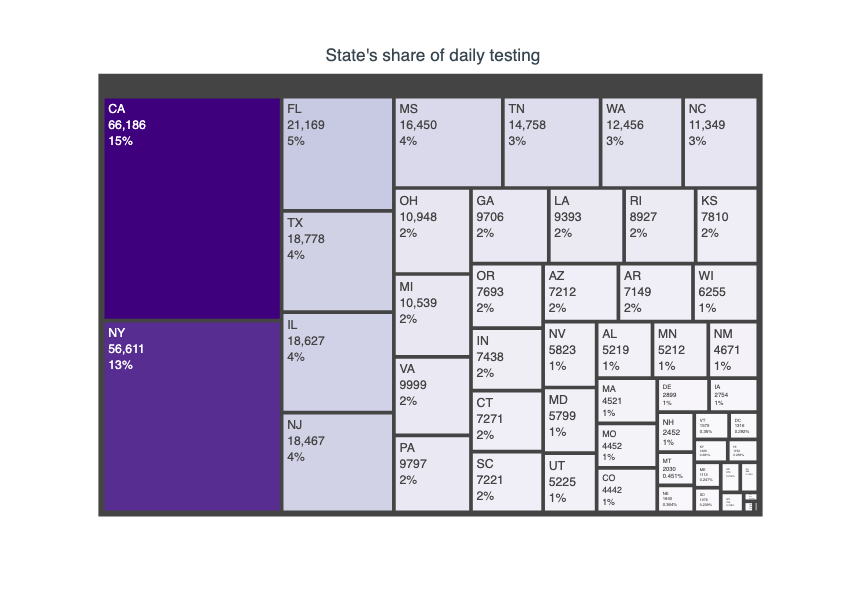 State's share of daily testing
CA
66,186
15%
NY
56,611
13%
FL
21,169
5%
TX
18,778
4%
IL
18,627
4%
NJ
18,467
4%
MS
16,450
4%
TN
14,758
3%
WA
12,456
3%
NC
11,349
3%
OH
10,948
2%
MI
10,539
2%
VA
9999
2%
PA
9797
2%
GA
9706
2%
LA
9393
2%
RI
8927
2%
KS
7810
2%
OR
7693
2%
IN
7438
2%
CT
7271
2%
SC
7221
2%
AZ
7212
2%
AR
7149
2%
WI
6255
1%
NV
5823
1%
MD
5799
1%
UT
5225
1%
AL
5219
1%
MN
5212
1%
NM
4671
1%
MA
4521
1%
MO
4452
1%
CO
4442
1%
DE
2899
1%
IA
2754
1%
NH
2452
1%
MT
2030
0.451%
NE
VT
DC
ME
SD